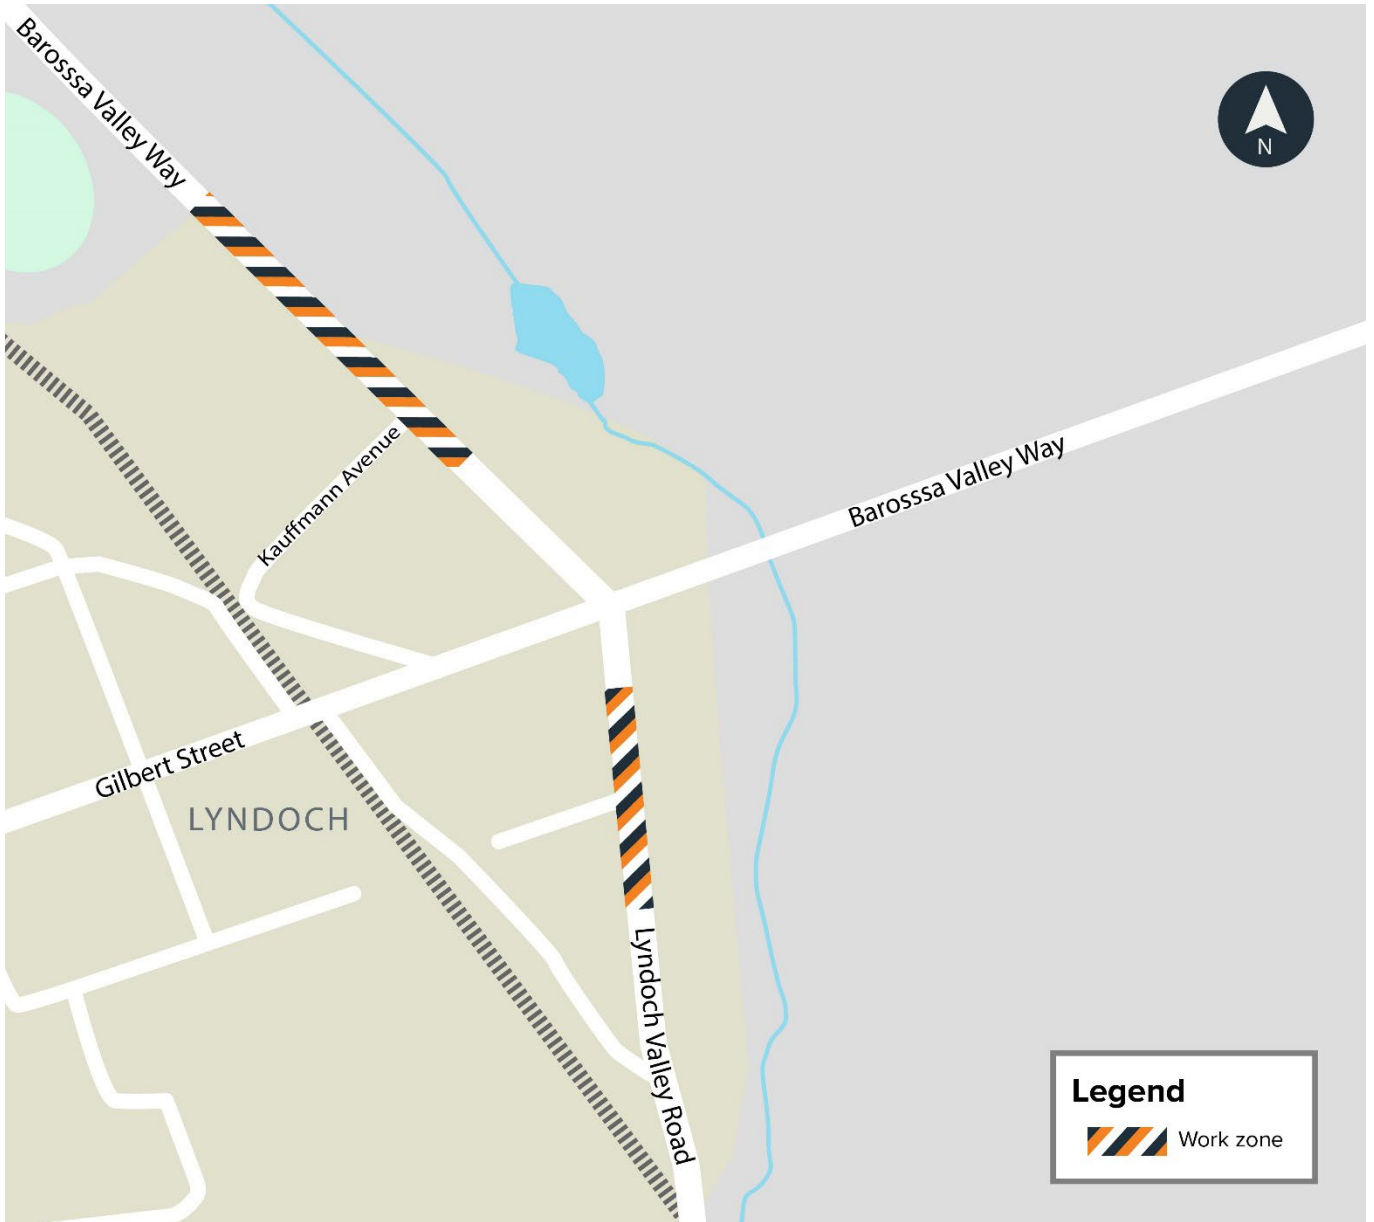 Barosssa Valley Way
N
Kauffmann Avenue
Barosssa Valley Way
Gilbert Street
LYNDOCH
Lyndoch Valley Road
Legend
Work zone